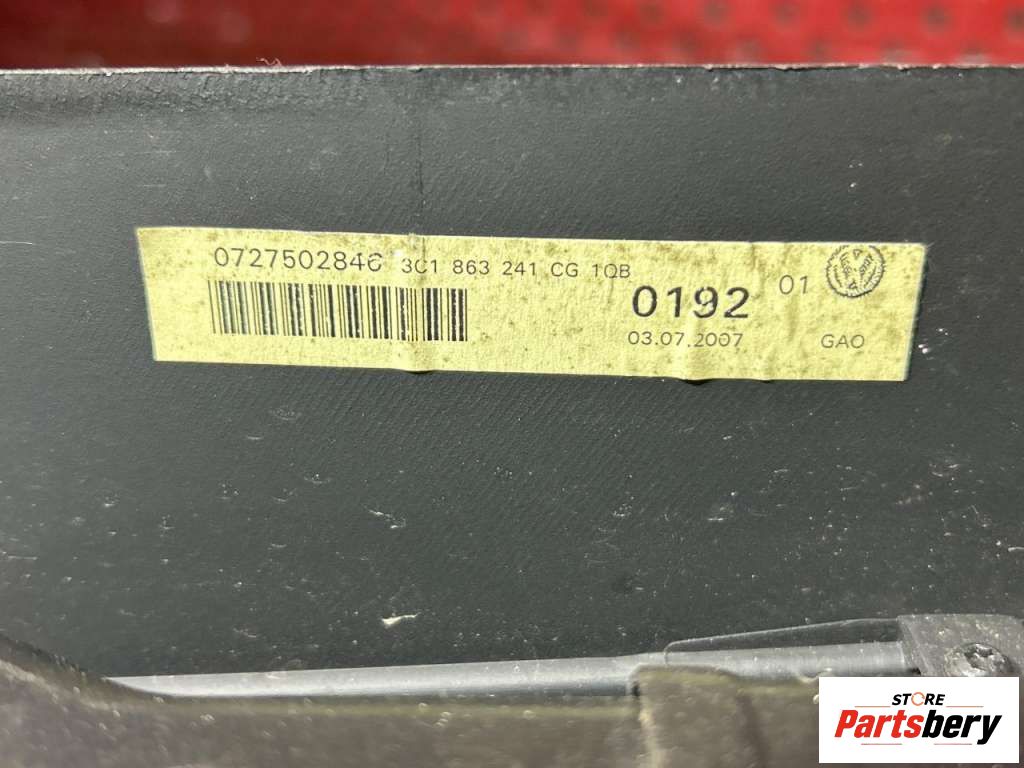 0727502846 3C1 863 241 CG 1QB
0192 01
03.07.2007 GAO
STORE
Partsbery